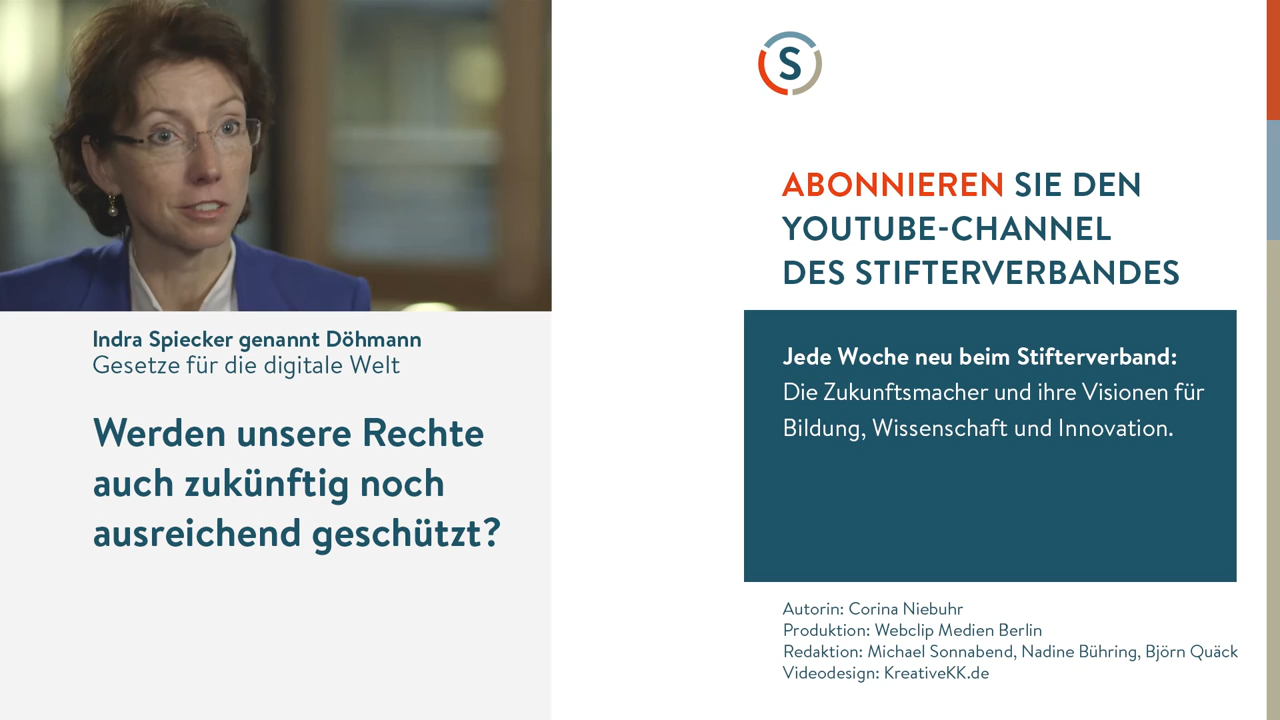 Indra Spiecker genannt Döhmann
Gesetze für die digitale Welt
Werden unsere Rechte
auch zukünftig noch
ausreichend geschützt?
S
ABONNIEREN SIE DEN
YOUTUBE-CHANNEL
DES STIFTERVERBANDES
Jede Woche neu beim Stifterverband:
Die Zukunftsmacher und ihre Visionen für
Bildung, Wissenschaft und Innovation.
Autorin: Corina Niebuhr
Produktion: Webclip Medien Berlin
Redaktion: Michael Sonnabend, Nadine Bühring, Björn Quäck
Videodesign: KreativeKK.de